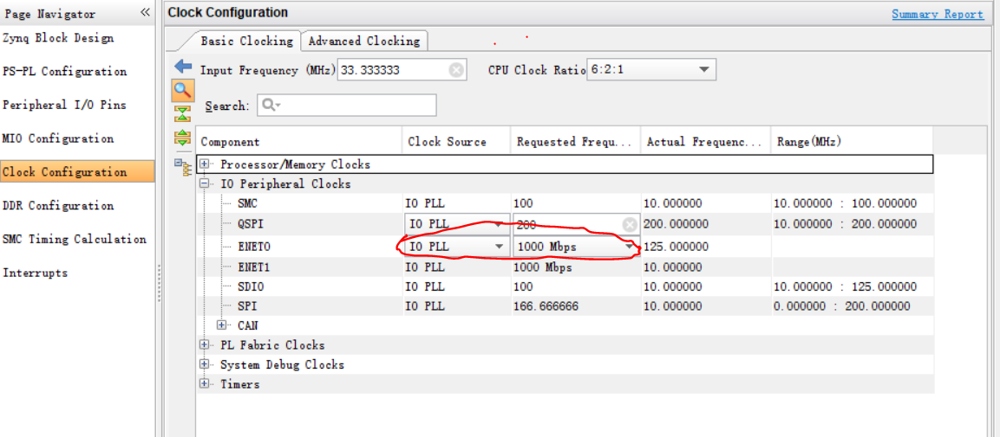 Page Navigator
Clock Configuration
Summary Report
Zynq Block Design
PS-PL Configuration
Peripheral I/O Pins
MIO Configuration
Clock Configuration
DDR Configuration
SMC Timing Calculation
Interrupts
Basic Clocking Advanced Clocking
Input Frequency (MHz) 33.333333 CPU Clock Ratio 6:2:1
Search:
Component Clock Source Requested Frequ... Actual Frequenc... Range(MHz)
Processor/Memory Clocks
IO Peripheral Clocks
SMC IO PLL 100 10.000000 10.000000 : 100.000000
QSPI IO PLL 200 200.000000 10.000000 : 200.000000
ENET0 IO PLL 1000 Mbps 125.000000
ENET1 IO PLL 1000 Mbps 10.000000
SDIO IO PLL 100 10.000000 10.000000 : 125.000000
SPI IO PLL 166.666666 10.000000 0.000000 : 200.000000
CAN
PL Fabric Clocks
System Debug Clocks
Timers